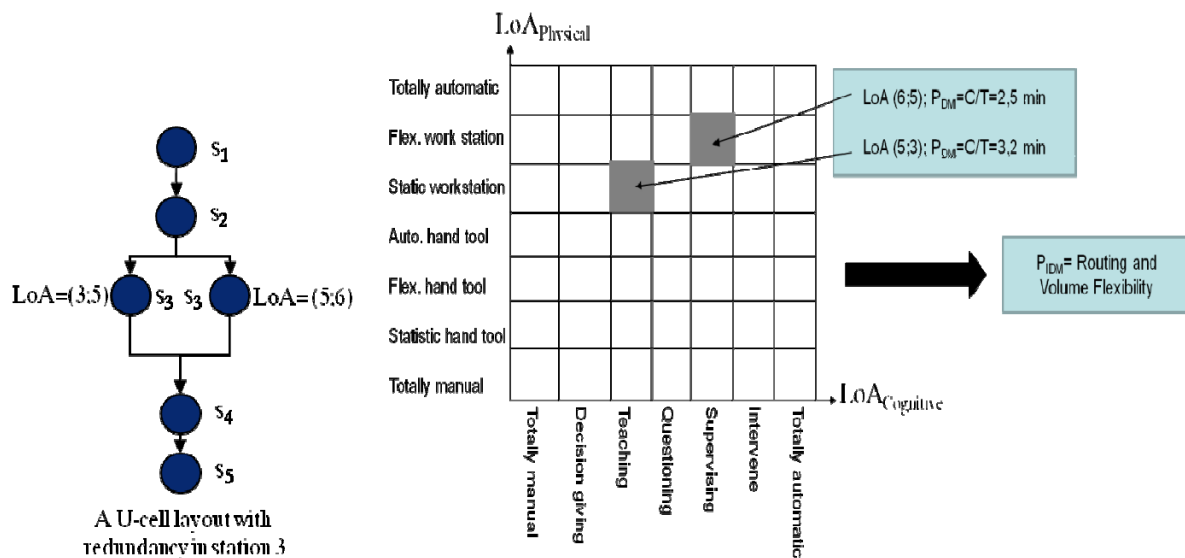 S1
S2
LoA=(3;5) S3 S3 LoA=(5;6)
S4
S5
A U-cell layout with
redundancy in station 3
LoAPhysical
Totally automatic
Flex. work station
Static workstation
Auto. hand tool
Flex. hand tool
Statistic hand tool
Totally manual
Totally manual
Decision giving
Teaching
Questioning
Supervising
Intervene
Totally automatic
LoACognitive
LoA (6;5); PDM=C/T=2,5 min
LoA (5;3); PDM=C/T=3,2 min
PIDM= Routing and
Volume Flexibility